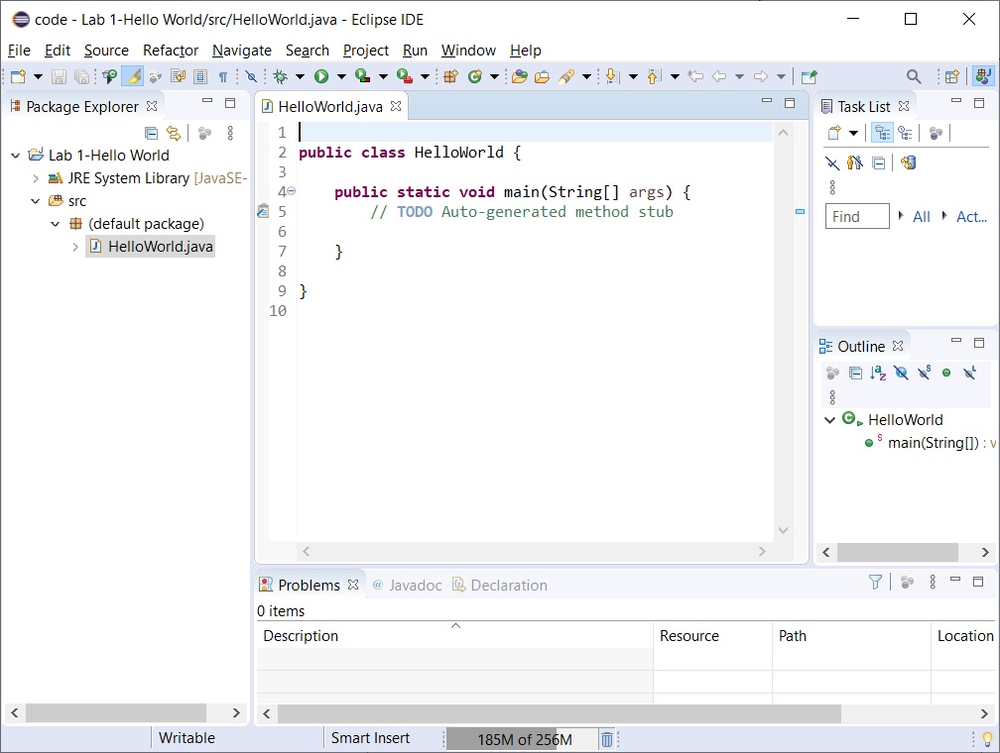 code - Lab 1-Hello World/src/HelloWorld.java - Eclipse IDE
File Edit Source Refactor Navigate Search Project Run Window Help
Package Explorer
Lab 1-Hello World
JRE System Library [JavaSE-
src
(default package)
HelloWorld.java
HelloWorld.java
1
2 public class HelloWorld {
3
4 public static void main(String[] args) {
5 // TODO Auto-generated method stub
6
7 }
8
9 }
10
Task List
Find All Act...
Outline
HelloWorld
main(String[]) : v
Problems @ Javadoc Declaration
0 items
Description Resource Path Location
Writable Smart Insert 185M of 256M